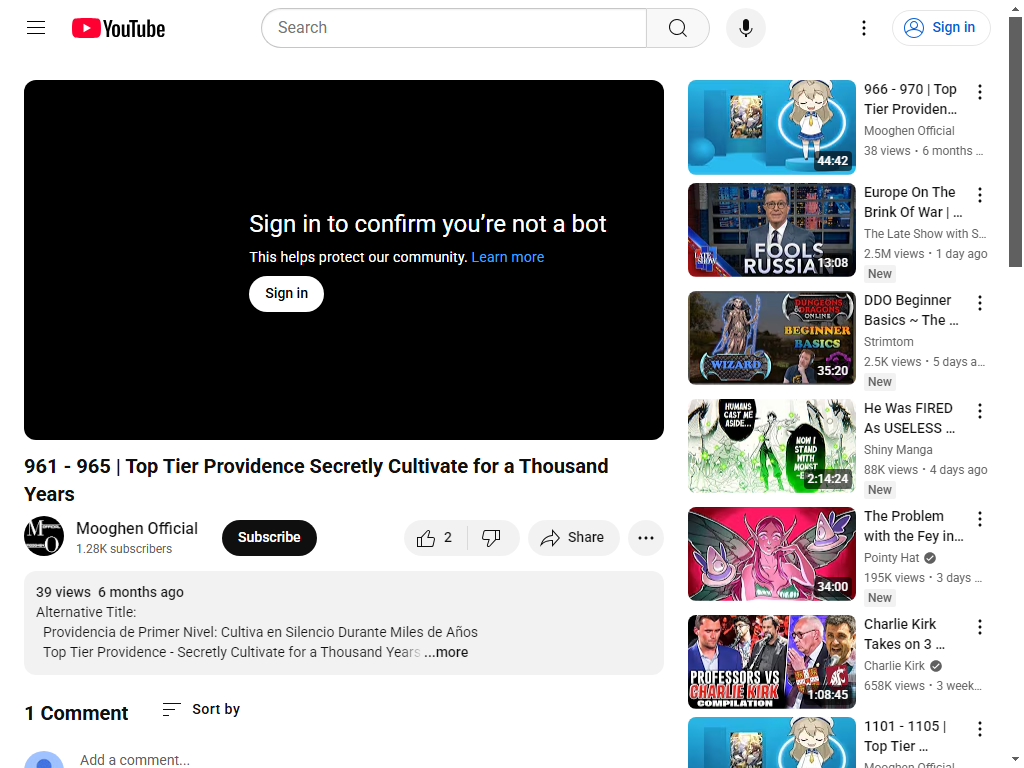 YouTube
Search
Sign in
Sign in to confirm you’re not a bot
This helps protect our community. Learn more
Sign in
961 - 965 | Top Tier Providence Secretly Cultivate for a Thousand
Years
Mooghen Official
1.28K subscribers
Subscribe
2
Share
39 views 6 months ago
Alternative Title:
Providencia de Primer Nivel: Cultiva en Silencio Durante Miles de Años
Top Tier Providence - Secretly Cultivate for a Thousand Years ...more
1 Comment
Sort by
Add a comment...
44:42
966 - 970 | Top
Tier Providen...
Mooghen Official
38 views • 6 months ...
LATE SHOW
FOOLS
RUSSIAN
13:08
Europe On The
Brink Of War | ...
The Late Show with S...
2.5M views • 1 day ago
New
DUNGEONS
& DRAGONS
ONLINE
BEGINNER
BASICS
WIZARD
35:20
DDO Beginner
Basics ~ The ...
Strimtom
2.5K views • 5 days a...
New
HUMANS
CAST ME
ASIDE...
NOW I
STAND
WITH
2:14:24
He Was FIRED
As USELESS ...
Shiny Manga
88K views • 4 days ago
New
34:00
The Problem
with the Fey in...
Pointy Hat
195K views • 3 days ...
New
PROFESSORS VS
CHARLIE KIRK
COMPILATION
1:08:45
Charlie Kirk
Takes on 3 ...
Charlie Kirk
658K views • 3 week...
1101 - 1105 |
Top Tier ...
Mooghen Official